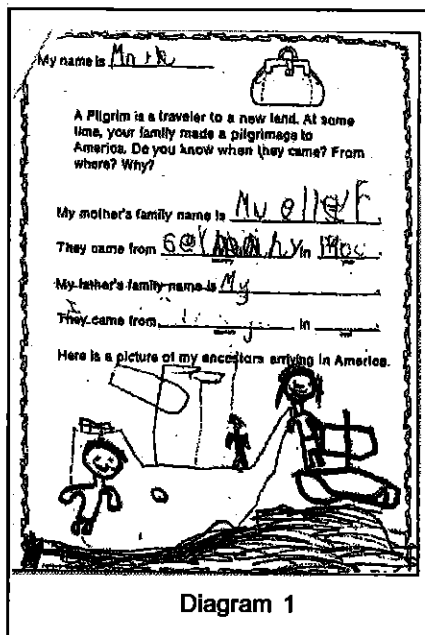 My name is Mark
A Pilgrim is a traveler to a new land. At some
time, your family made a pilgrimage to
America. Do you know when they came? From
where? Why?
My mother's family name is Mueller
They came from in
My father's family name is My
They came from in
Here is a picture of my ancestors arriving in America.
Diagram 1